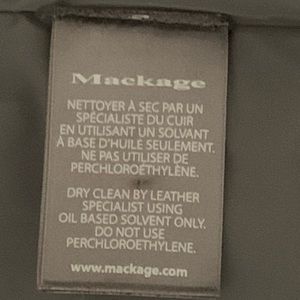 Mackage
NETTOYER À SEC PAR UN
SPÉCIALISTE DU CUIR
EN UTILISANT UN SOLVANT
À BASE D'HUILE SEULEMENT.
NE PAS UTILISER DE
PERCHLOROÉTHYLÈNE.
DRY CLEAN BY LEATHER
SPECIALIST USING
OIL BASED SOLVENT ONLY.
DO NOT USE
PERCHLOROETHYLENE.
www.mackage.com